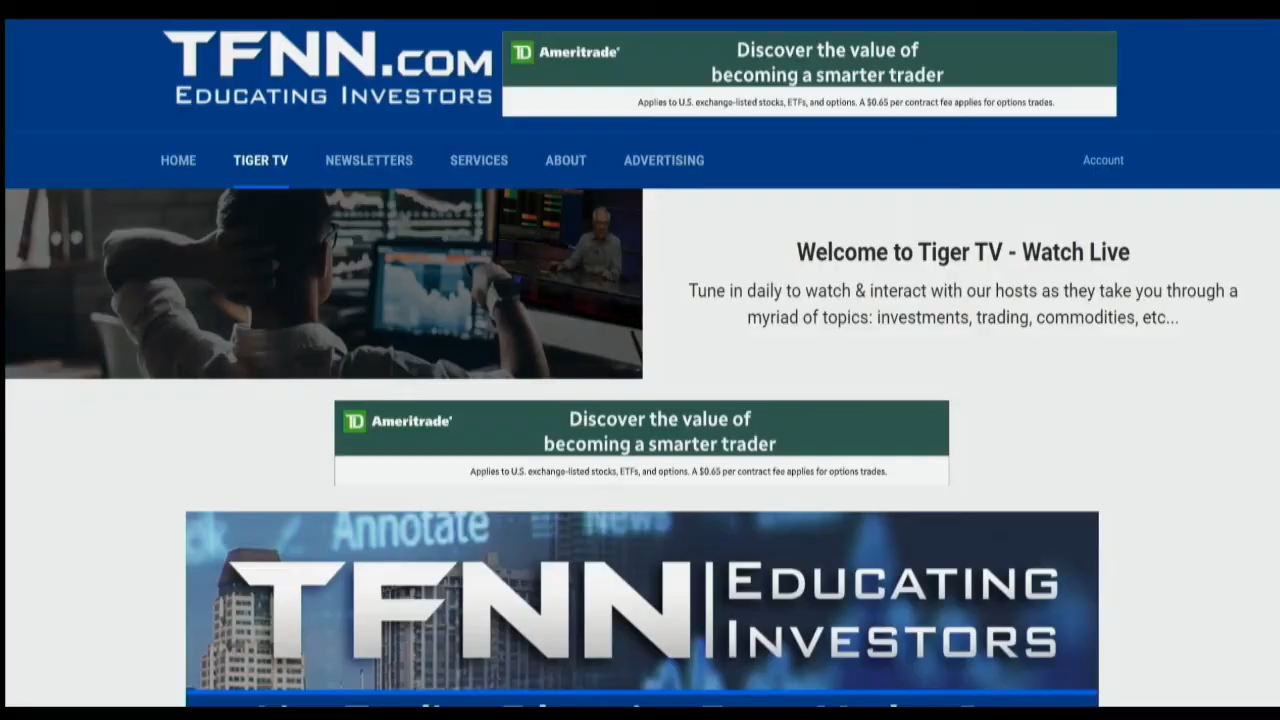 TFNN.COM
EDUCATING INVESTORS
TD Ameritrade
Discover the value of
becoming a smarter trader
Applies to U.S. exchange-listed stocks, ETFs, and options. A $0.65 per contract fee applies for options trades.
HOME TIGER TV NEWSLETTERS SERVICES ABOUT ADVERTISING Account
Welcome to Tiger TV - Watch Live
Tune in daily to watch & interact with our hosts as they take you through a
myriad of topics: investments, trading, commodities, etc...
TD Ameritrade
Discover the value of
becoming a smarter trader
Applies to U.S. exchange-listed stocks, ETFs, and options. A $0.65 per contract fee applies for options trades.
Annotate News
TFNN EDUCATING
INVESTORS